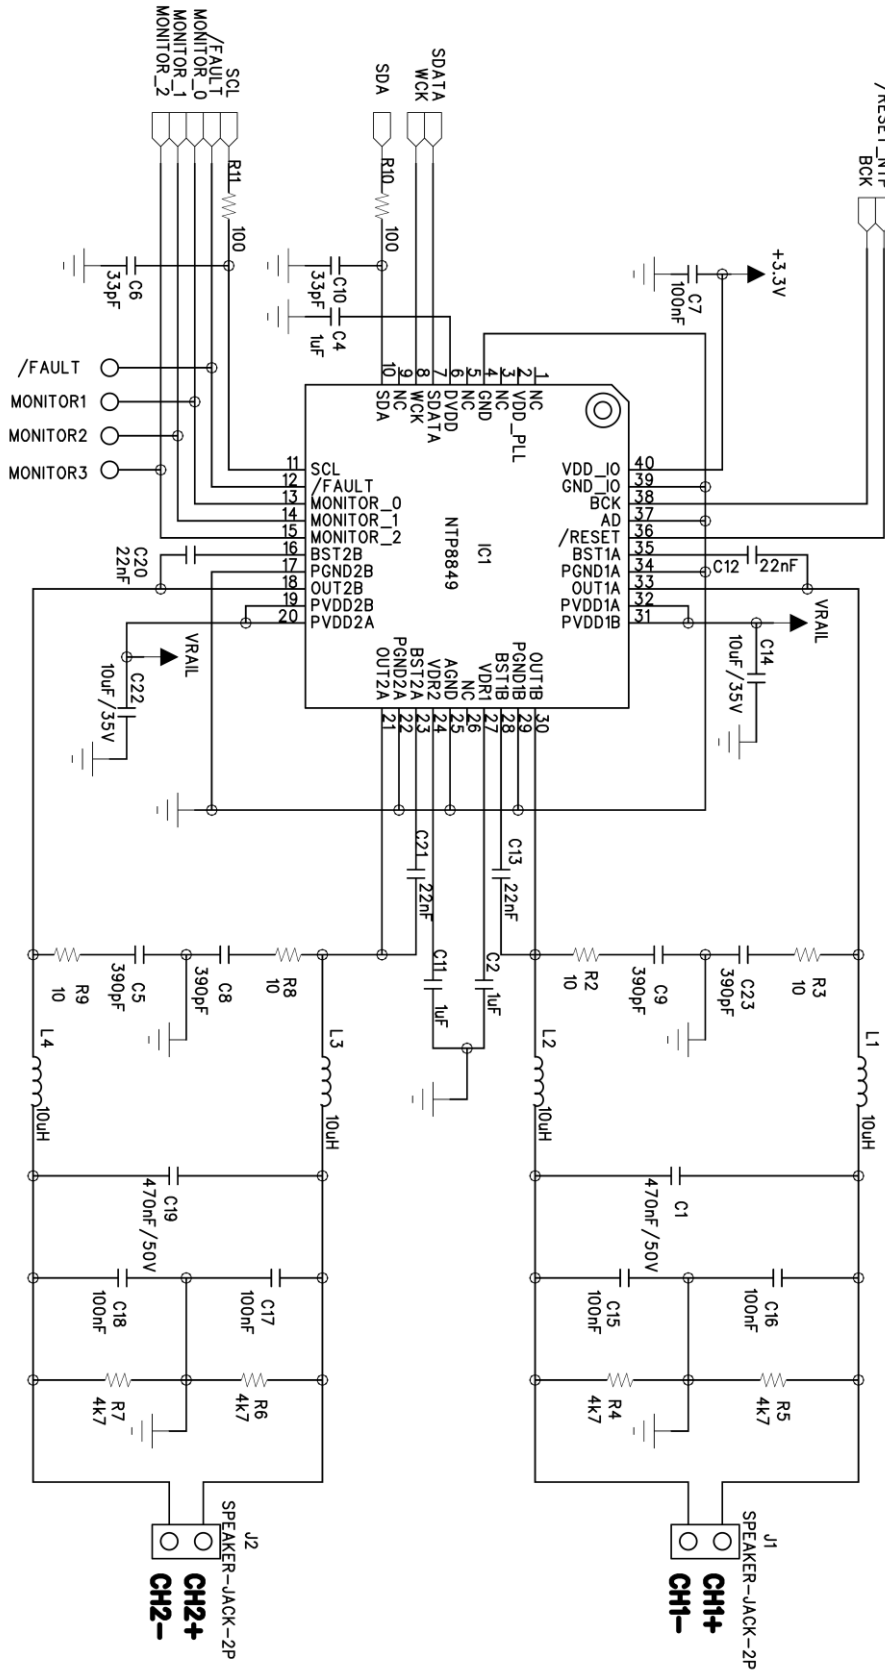 SCL
/FAULT
MONITOR_0
MONITOR_1
MONITOR_2
SDATA
WCK
SDA
BCK
R11
100
R10
100
C6
33pF
C10
33pF
C4
1uF
C7
100nF
+3.3V
/FAULT
MONITOR1
MONITOR2
MONITOR3
10
9
8
7
6
5
4
3
2
1
SDA
NC
WCK
SDATA
DVDD
NC
GND
NC
VDD_PLL
NC
11 SCL
12 /FAULT
13 MONITOR_0
14 MONITOR_1
15 MONITOR_2
16 BST2B
17 PGND2B
18 OUT2B
19 PVDD2B
20 PVDD2A
VDD_IO 40
GND_IO 39
BCK 38
AD 37
/RESET 36
BST1A 35
PGND1A 34
OUT1A 33
PVDD1A 32
PVDD1B 31
IC1
NTP8849
OUT2A
PGND2A
BST2A
VDR2
AGND
NC
VDR1
BST1B
PGND1B
OUT1B
21
22
23
24
25
26
27
28
29
30
C20
22nF
C12 22nF
VRAIL
C22
10uF/35V
VRAIL
C14
10uF/35V
C21
22nF
C13
22nF
C11
1uF
C2
1uF
R9
10
C5
390pF
C8
390pF
R8
10
R2
10
C9
390pF
C23
390pF
R3
10
L4
10uH
L3
10uH
L2
10uH
L1
10uH
C19
470nF/50V
C1
470nF/50V
C18
100nF
C17
100nF
C15
100nF
C16
100nF
R7
4k7
R6
4k7
R4
4k7
R5
4k7
J2
SPEAKER-JACK-2P
CH2+
CH2-
J1
SPEAKER-JACK-2P
CH1+
CH1-